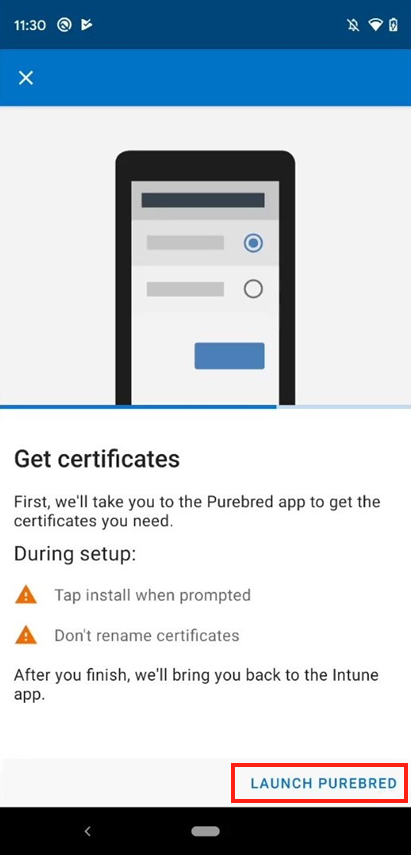 11:30
Get certificates
First, we'll take you to the Purebred app to get the
certificates you need.
During setup:
Tap install when prompted
Don't rename certificates
After you finish, we'll bring you back to the Intune
app.
LAUNCH PUREBRED